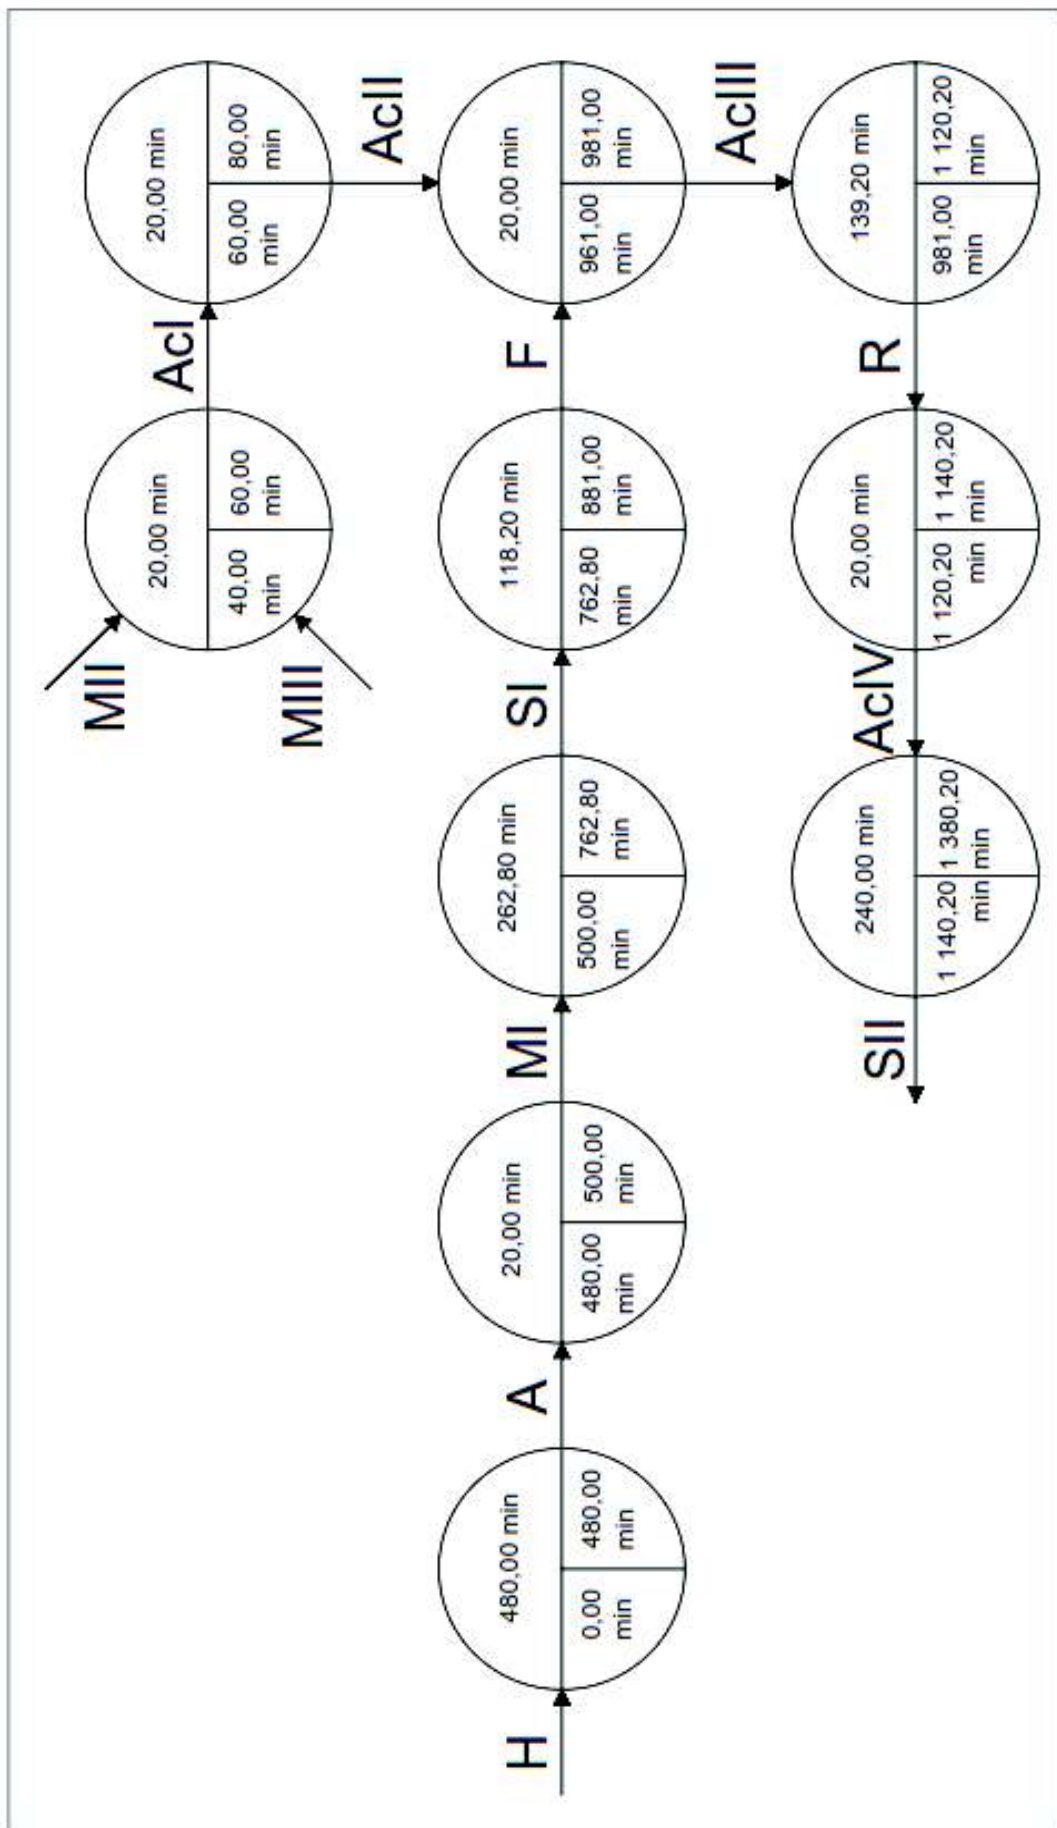 MII
MIII
20,00 min
40,00
min
60,00
min
AcI
20,00 min
60,00
min
80,00
min
AcII
H
480,00 min
0,00
min
480,00
min
A
20,00 min
480,00
min
500,00
min
MI
262,80 min
500,00
min
762,80
min
SI
118,20 min
762,80
min
881,00
min
F
20,00 min
961,00
min
981,00
min
AcIII
139,20 min
981,00
min
1 120,20
min
R
20,00 min
1 120,20
min
1 140,20
min
AcIV
240,00 min
1 140,20
min
1 380,20
min
SII